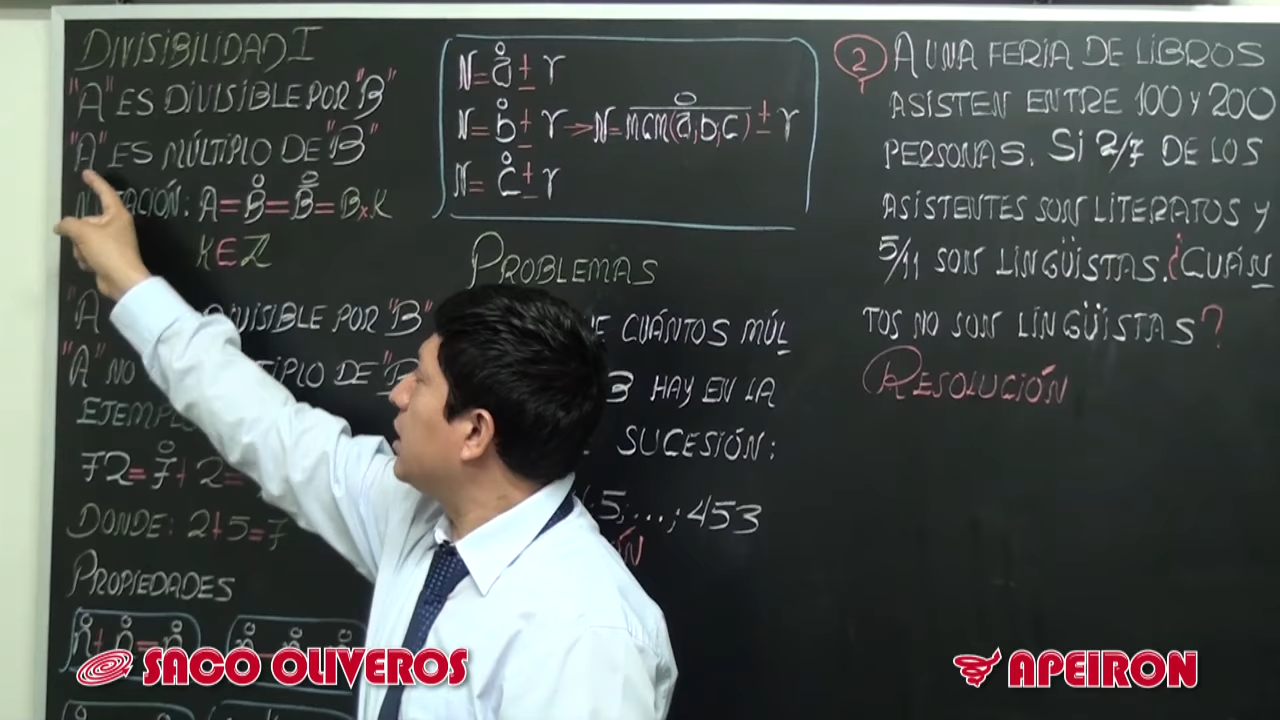 DIVISIBILIDAD I
"A" ES DIVISIBLE POR "B"
"A" ES MÚLTIPLO DE "B"
A = B̊ = B̊̅ = B×K
K ∈ Z
"A" DIVISIBLE POR "B"
"A" NO DE
72 = 7̊ + 2 =
DONDE: 2 + 5 = 7
PROPIEDADES
n̊ + n̊ = n̊
N = å ± r
N = b̊ ± r → N = mcm(a, b, c) ± r
N = c̊ ± r
PROBLEMAS
CUÁNTOS MÚL
HAY EN LA
SUCESIÓN:
5; ...; 453
2 A UNA FERIA DE LIBROS
ASISTEN ENTRE 100 Y 200
PERSONAS. SI 2/7 DE LOS
ASISTENTES SON LITERATOS Y
5/11 SON LINGÜISTAS. ¿CUÁN
TOS NO SON LINGÜISTAS?
RESOLUCIÓN
SACO OLIVEROS
APEIRON